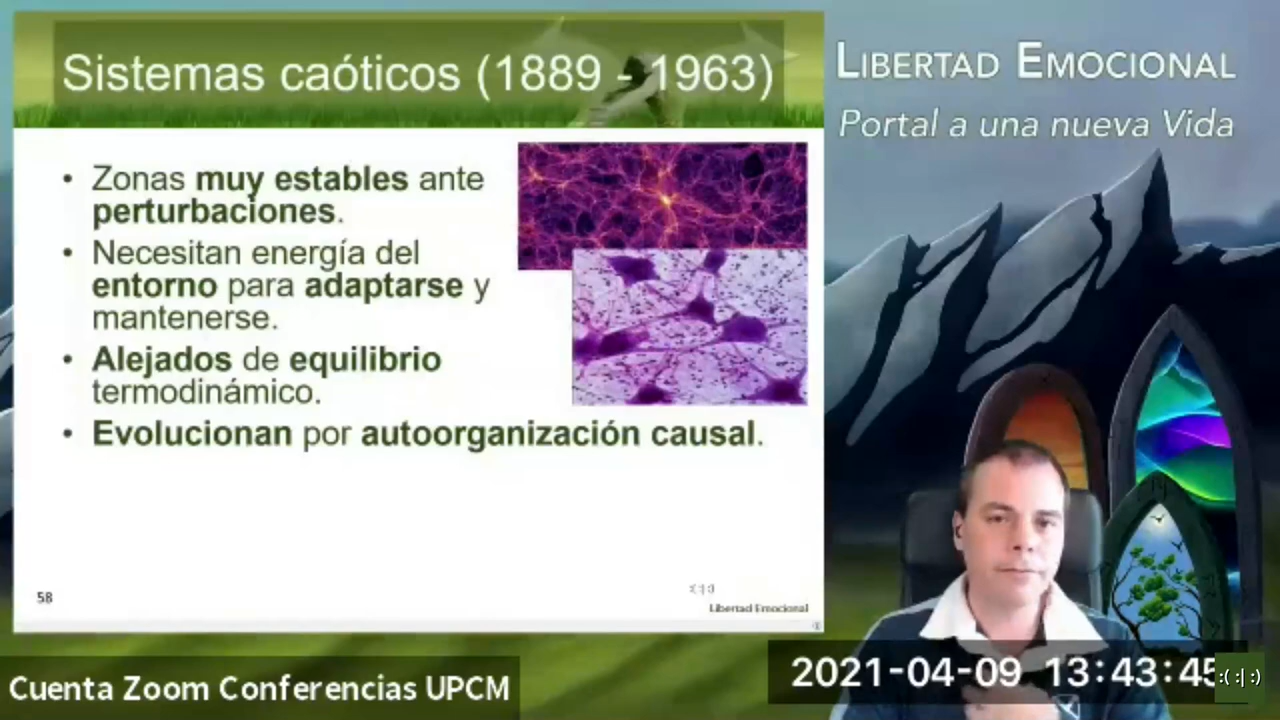 Sistemas caóticos (1889 - 1963)
• Zonas muy estables ante
perturbaciones.
• Necesitan energía del
entorno para adaptarse y
mantenerse.
• Alejados de equilibrio
termodinámico.
• Evolucionan por autoorganización causal.
58
:(:|:)
Libertad Emocional
LIBERTAD EMOCIONAL
Portal a una nueva Vida
Cuenta Zoom Conferencias UPCM
2021-04-09 13:43:45
:(:|:)